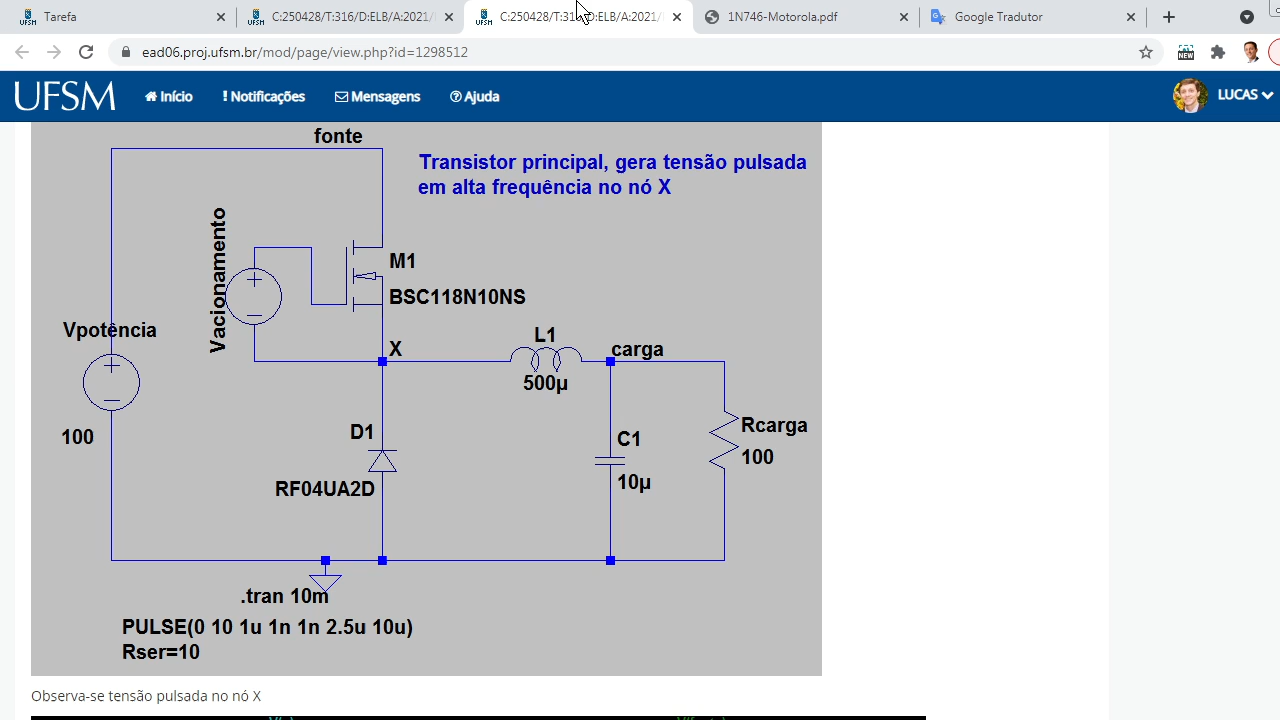 Tarefa
C:250428/T:316/D:ELB/A:2021/
C:250428/T:31 D:ELB/A:2021/
1N746-Motorola.pdf
Google Tradutor
ead06.proj.ufsm.br/mod/page/view.php?id=1298512
NEW
UFSM
Início
! Notificações
Mensagens
Ajuda
LUCAS
fonte
Transistor principal, gera tensão pulsada
em alta frequência no nó X
Vacionamento
M1
BSC118N10NS
Vpotência
100
X
L1
500µ
carga
D1
RF04UA2D
C1
10µ
Rcarga
100
.tran 10m
PULSE(0 10 1u 1n 1n 2.5u 10u)
Rser=10
Observa-se tensão pulsada no nó X